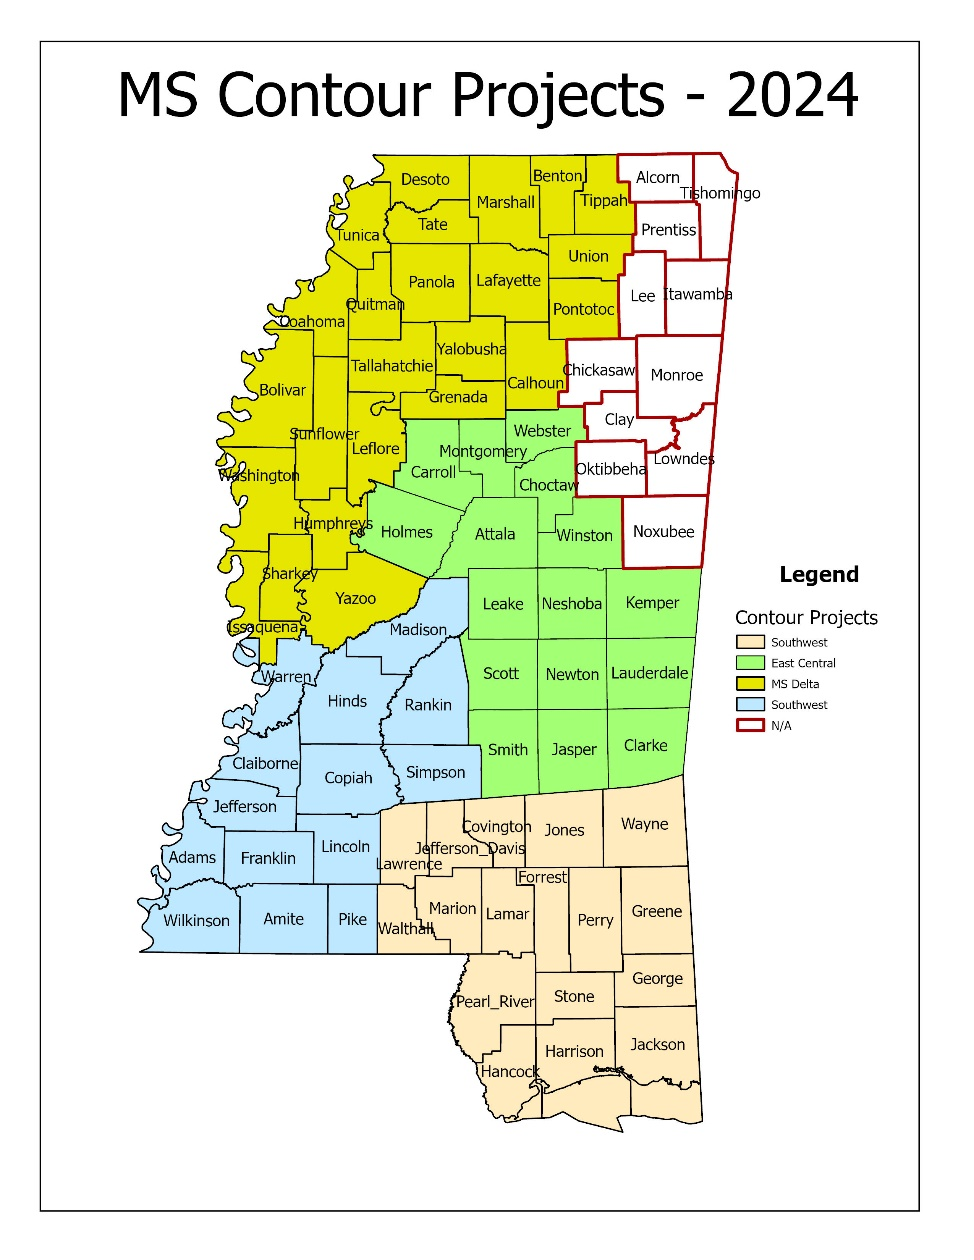 MS Contour Projects - 2024
Desoto
Benton
Alcorn
Tishomingo
Marshall
Tippah
Tate
Prentiss
Tunica
Union
Panola
Lafayette
Lee
Itawamba
Quitman
Pontotoc
Coahoma
Yalobusha
Tallahatchie
Chickasaw
Monroe
Calhoun
Bolivar
Grenada
Clay
Sunflower
Webster
Leflore
Montgomery
Lowndes
Carroll
Oktibbeha
Washington
Choctaw
Humphreys
Holmes
Attala
Winston
Noxubee
Sharkey
Legend
Yazoo
Leake
Neshoba
Kemper
Contour Projects
Issaquena
Madison
Southwest
East Central
MS Delta
Southwest
N/A
Warren
Scott
Newton
Lauderdale
Hinds
Rankin
Smith
Jasper
Clarke
Claiborne
Copiah
Simpson
Jefferson
Covington
Jones
Wayne
Lincoln
Jefferson_Davis
Adams
Franklin
Lawrence
Forrest
Wilkinson
Amite
Pike
Marion
Lamar
Perry
Greene
Walthall
George
Pearl_River
Stone
Jackson
Harrison
Hancock